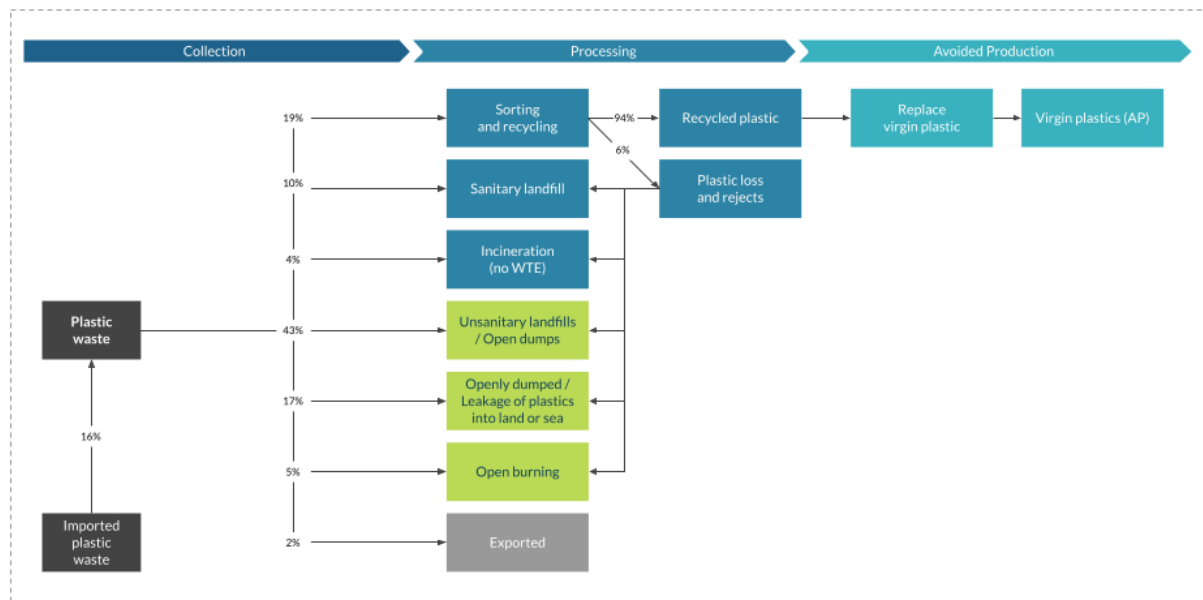 Collection
Processing
Avoided Production
19%
Sorting
and recycling
94%
Recycled plastic
Replace
virgin plastic
Virgin plastics (AP)
6%
10%
Sanitary landfill
Plastic loss
and rejects
4%
Incineration
(no WTE)
Plastic
waste
43%
Unsanitary landfills
/ Open dumps
17%
Openly dumped /
Leakage of plastics
into land or sea
16%
5%
Open burning
Imported
plastic
waste
2%
Exported